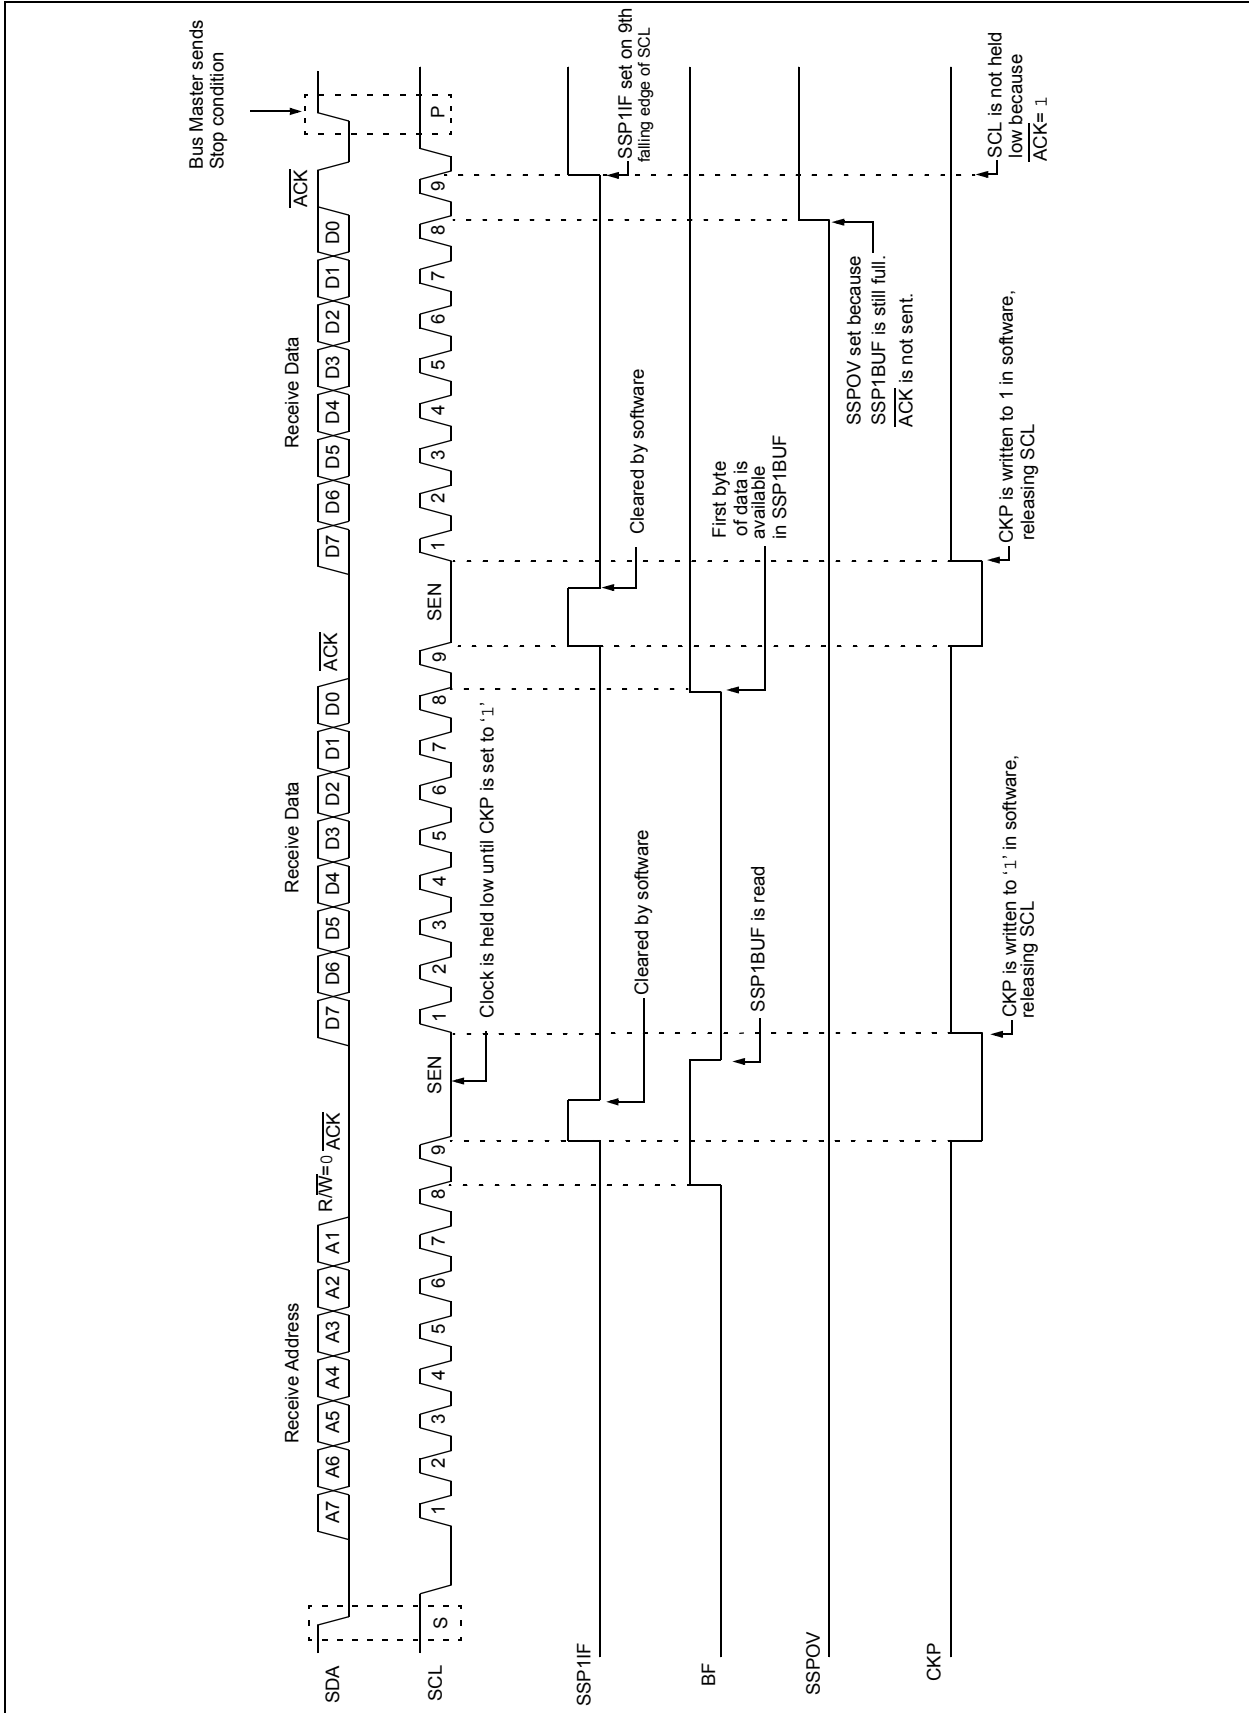 Bus Master sends
Stop condition
Receive Address
Receive Data
Receive Data
R/W=0
ACK
ACK
ACK
SDA
A7
A6
A5
A4
A3
A2
A1
D7
D6
D5
D4
D3
D2
D1
D0
D7
D6
D5
D4
D3
D2
D1
D0
SCL
S
1
2
3
4
5
6
7
8
9
SEN
1
2
3
4
5
6
7
8
9
SEN
1
2
3
4
5
6
7
8
9
P
Clock is held low until CKP is set to ‘1’
SSP1IF
Cleared by software
Cleared by software
SSP1IF set on 9th
falling edge of SCL
BF
SSP1BUF is read
First byte
of data is
available
in SSP1BUF
SSPOV
SSPOV set because
SSP1BUF is still full.
ACK is not sent.
CKP
CKP is written to ‘1’ in software,
releasing SCL
CKP is written to 1 in software,
releasing SCL
SCL is not held
low because
ACK= 1